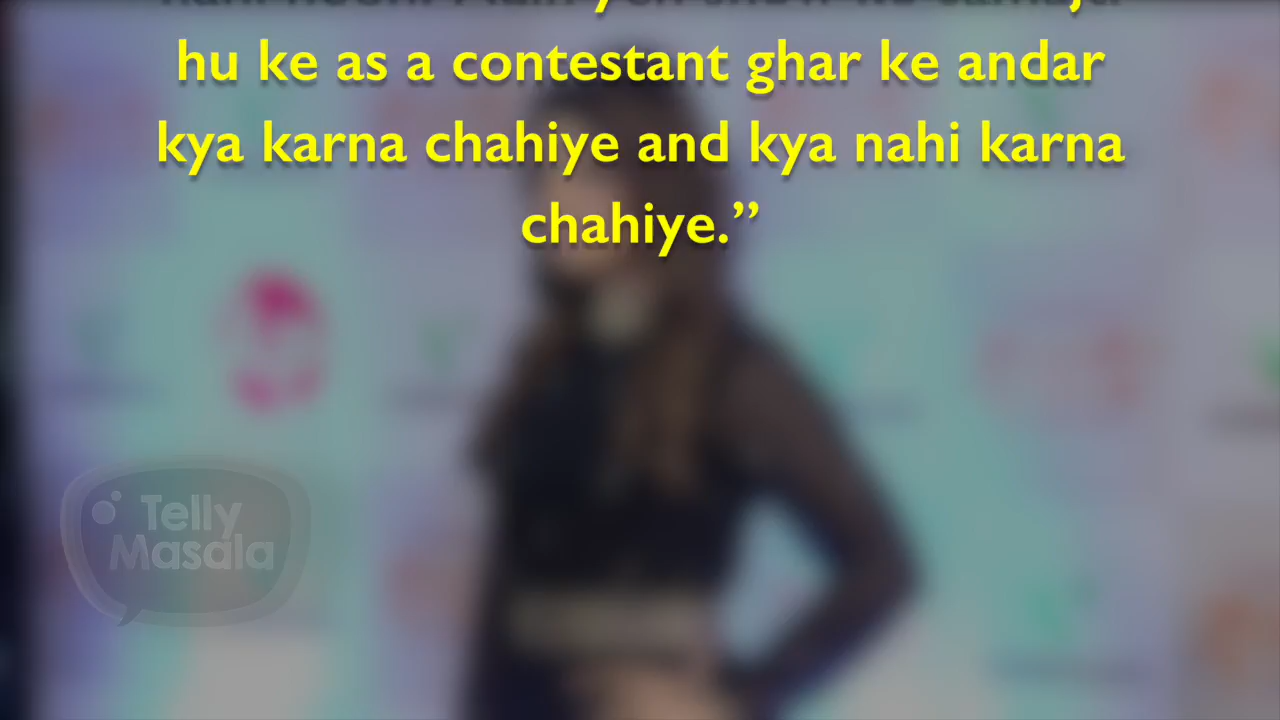 hu ke as a contestant ghar ke andar
kya karna chahiye and kya nahi karna
chahiye.”
Telly
Masala